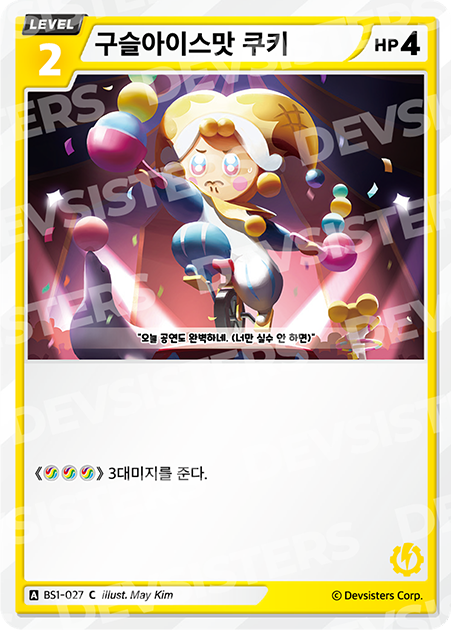 LEVEL
2
구슬아이스맛 쿠키
HP 4
"오늘 공연도 완벽하네. (너만 실수 안 하면)"
《》 3대미지를 준다.
A BS1-027 C illust. May Kim
© Devsisters Corp.
DEVSISTERS